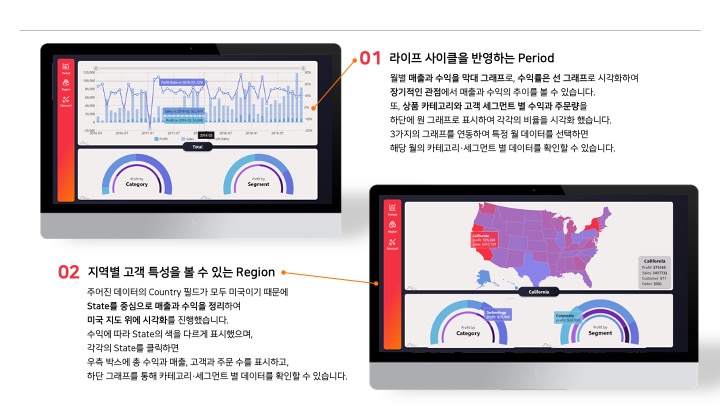 01 라이프 사이클을 반영하는 Period
월별 매출과 수익을 막대 그래프로, 수익률은 선 그래프로 시각화하여
장기적인 관점에서 매출과 수익의 추이를 볼 수 있습니다.
또, 상품 카테고리와 고객 세그먼트 별 수익과 주문량을
하단에 원 그래프로 표시하여 각각의 비율을 시각화 했습니다.
3가지의 그래프를 연동하여 특정 월 데이터를 선택하면
해당 월의 카테고리·세그먼트 별 데이터를 확인할 수 있습니다.
Period
Region
Discount
Total
Profit by
Category
Profit by
Segment
02 지역별 고객 특성을 볼 수 있는 Region
주어진 데이터의 Country 필드가 모두 미국이기 때문에
State를 중심으로 매출과 수익을 정리하여
미국 지도 위에 시각화를 진행했습니다.
수익에 따라 State의 색을 다르게 표시했으며,
각각의 State를 클릭하면
우측 박스에 총 수익과 매출, 고객과 주문 수를 표시하고,
하단 그래프를 통해 카테고리·세그먼트 별 데이터를 확인할 수 있습니다.
Period
Region
Discount
California
California
California
Technology
Profit by
Category
Corporate
Profit by
Segment